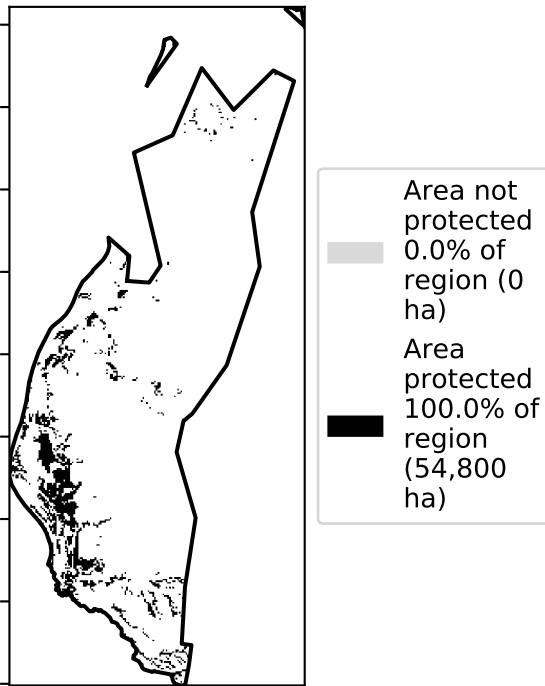 Area not
protected
0.0% of
region (0
ha)
Area
protected
100.0% of
region
(54,800
ha)